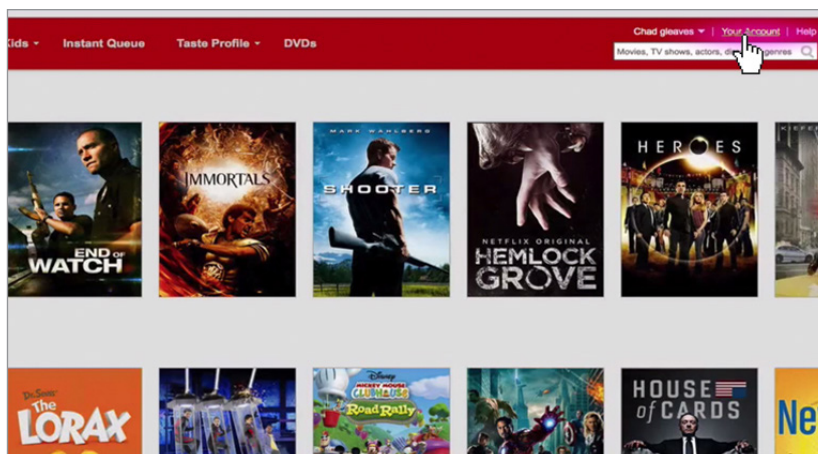 Kids
Instant Queue
Taste Profile
DVDs
Chad gleaves | Your Account | Help
Movies, TV shows, actors, genres
END OF
WATCH
IMMORTALS
MARK WAHLBERG
SHOOTER
NETFLIX ORIGINAL
HEMLOCK
GROVE
HEROES
KIEFER
Dr. Seuss'
The
LORAX
Disney
MICKEY MOUSE
CLUBHOUSE
Road Rally
HOUSE
of CARDS
Ne